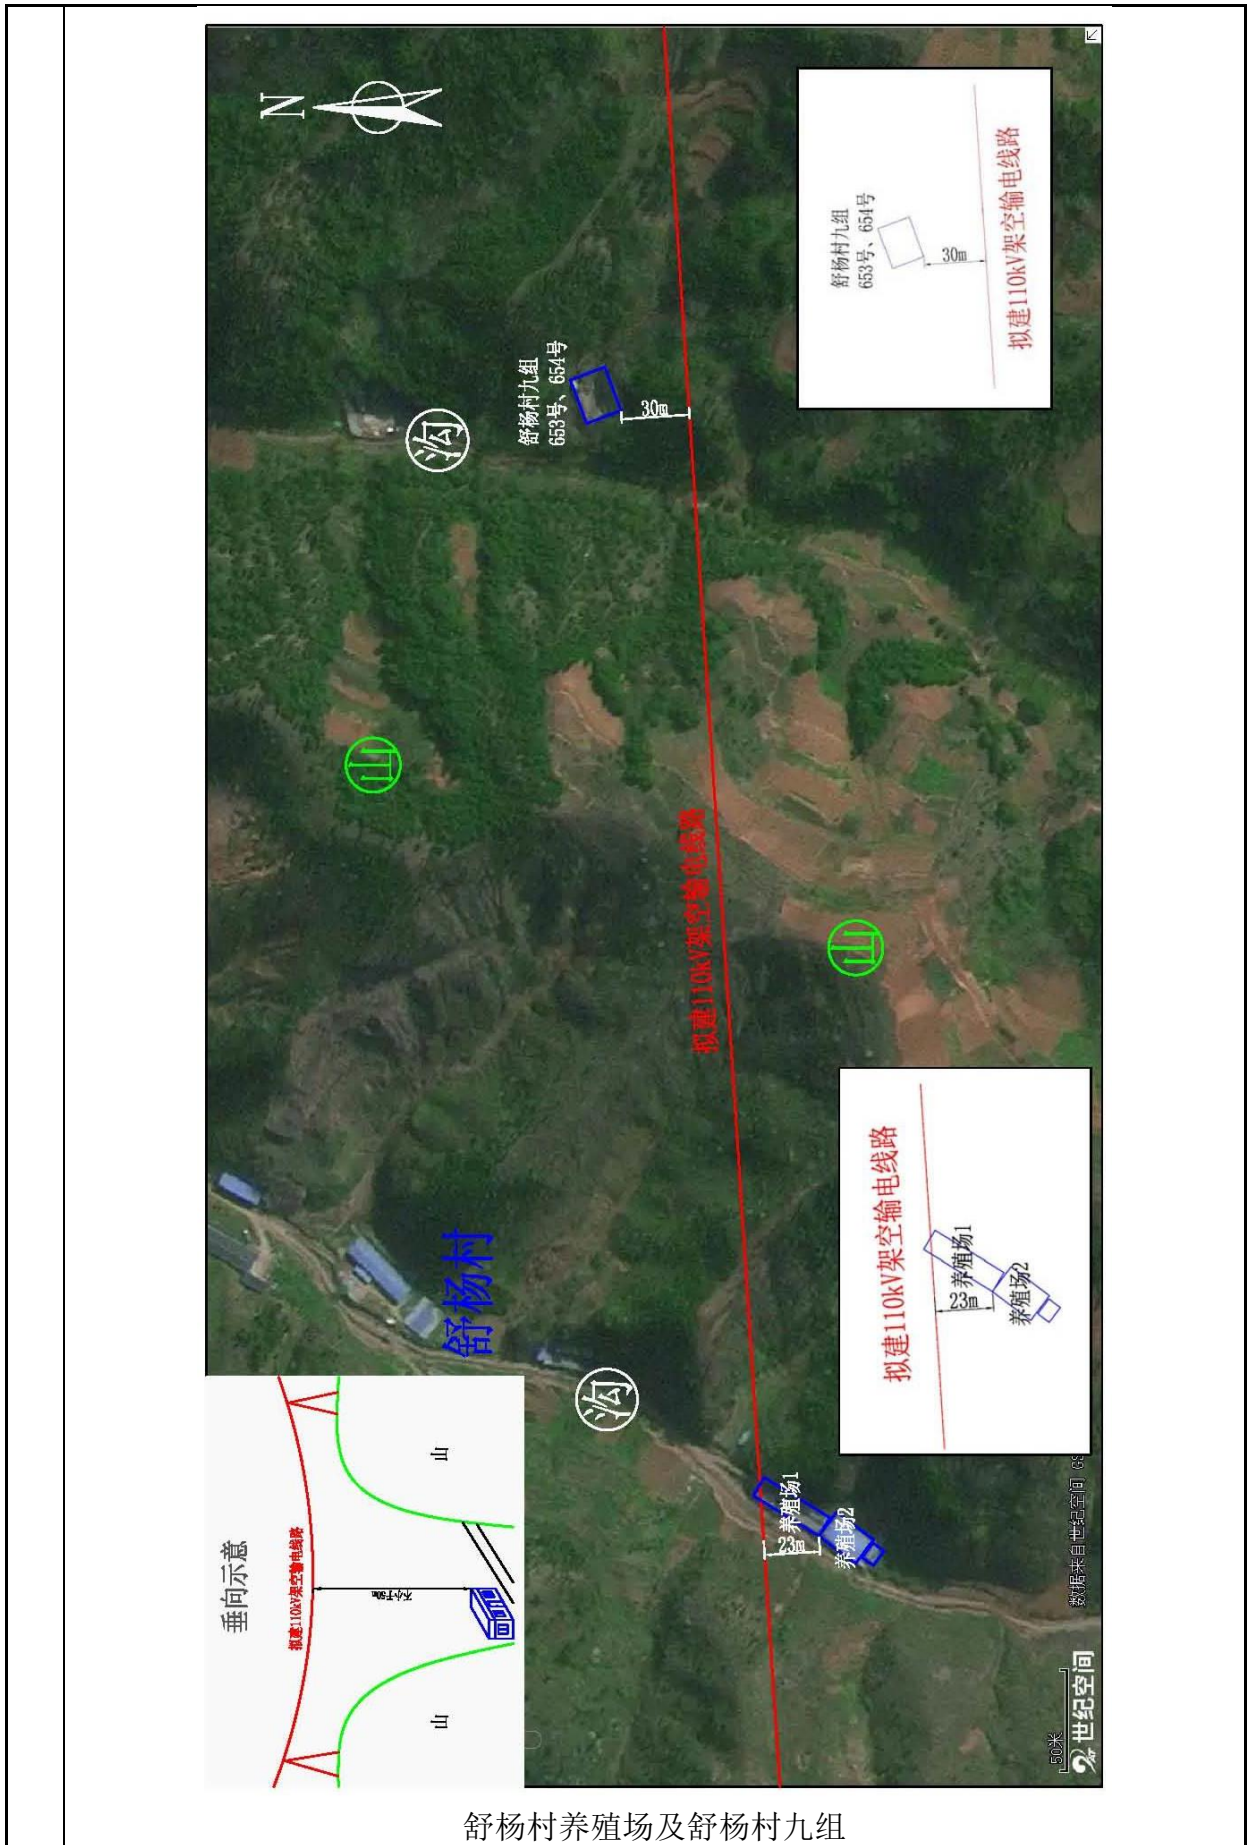 N
拟建110kV架空输电线路
舒杨村九组
653号、654号
30m
沟
舒杨村九组
653号、654号
30m
拟建110kV架空输电线路
山
山
舒杨村
沟
拟建110kV架空输电线路
养殖场1
23m
养殖场2
养殖场1
23m
养殖场2
垂向示意
拟建110kV架空输电线路
不小于50m
山
山
数据来自世纪空间 GS
50米
世纪空间
舒杨村养殖场及舒杨村九组